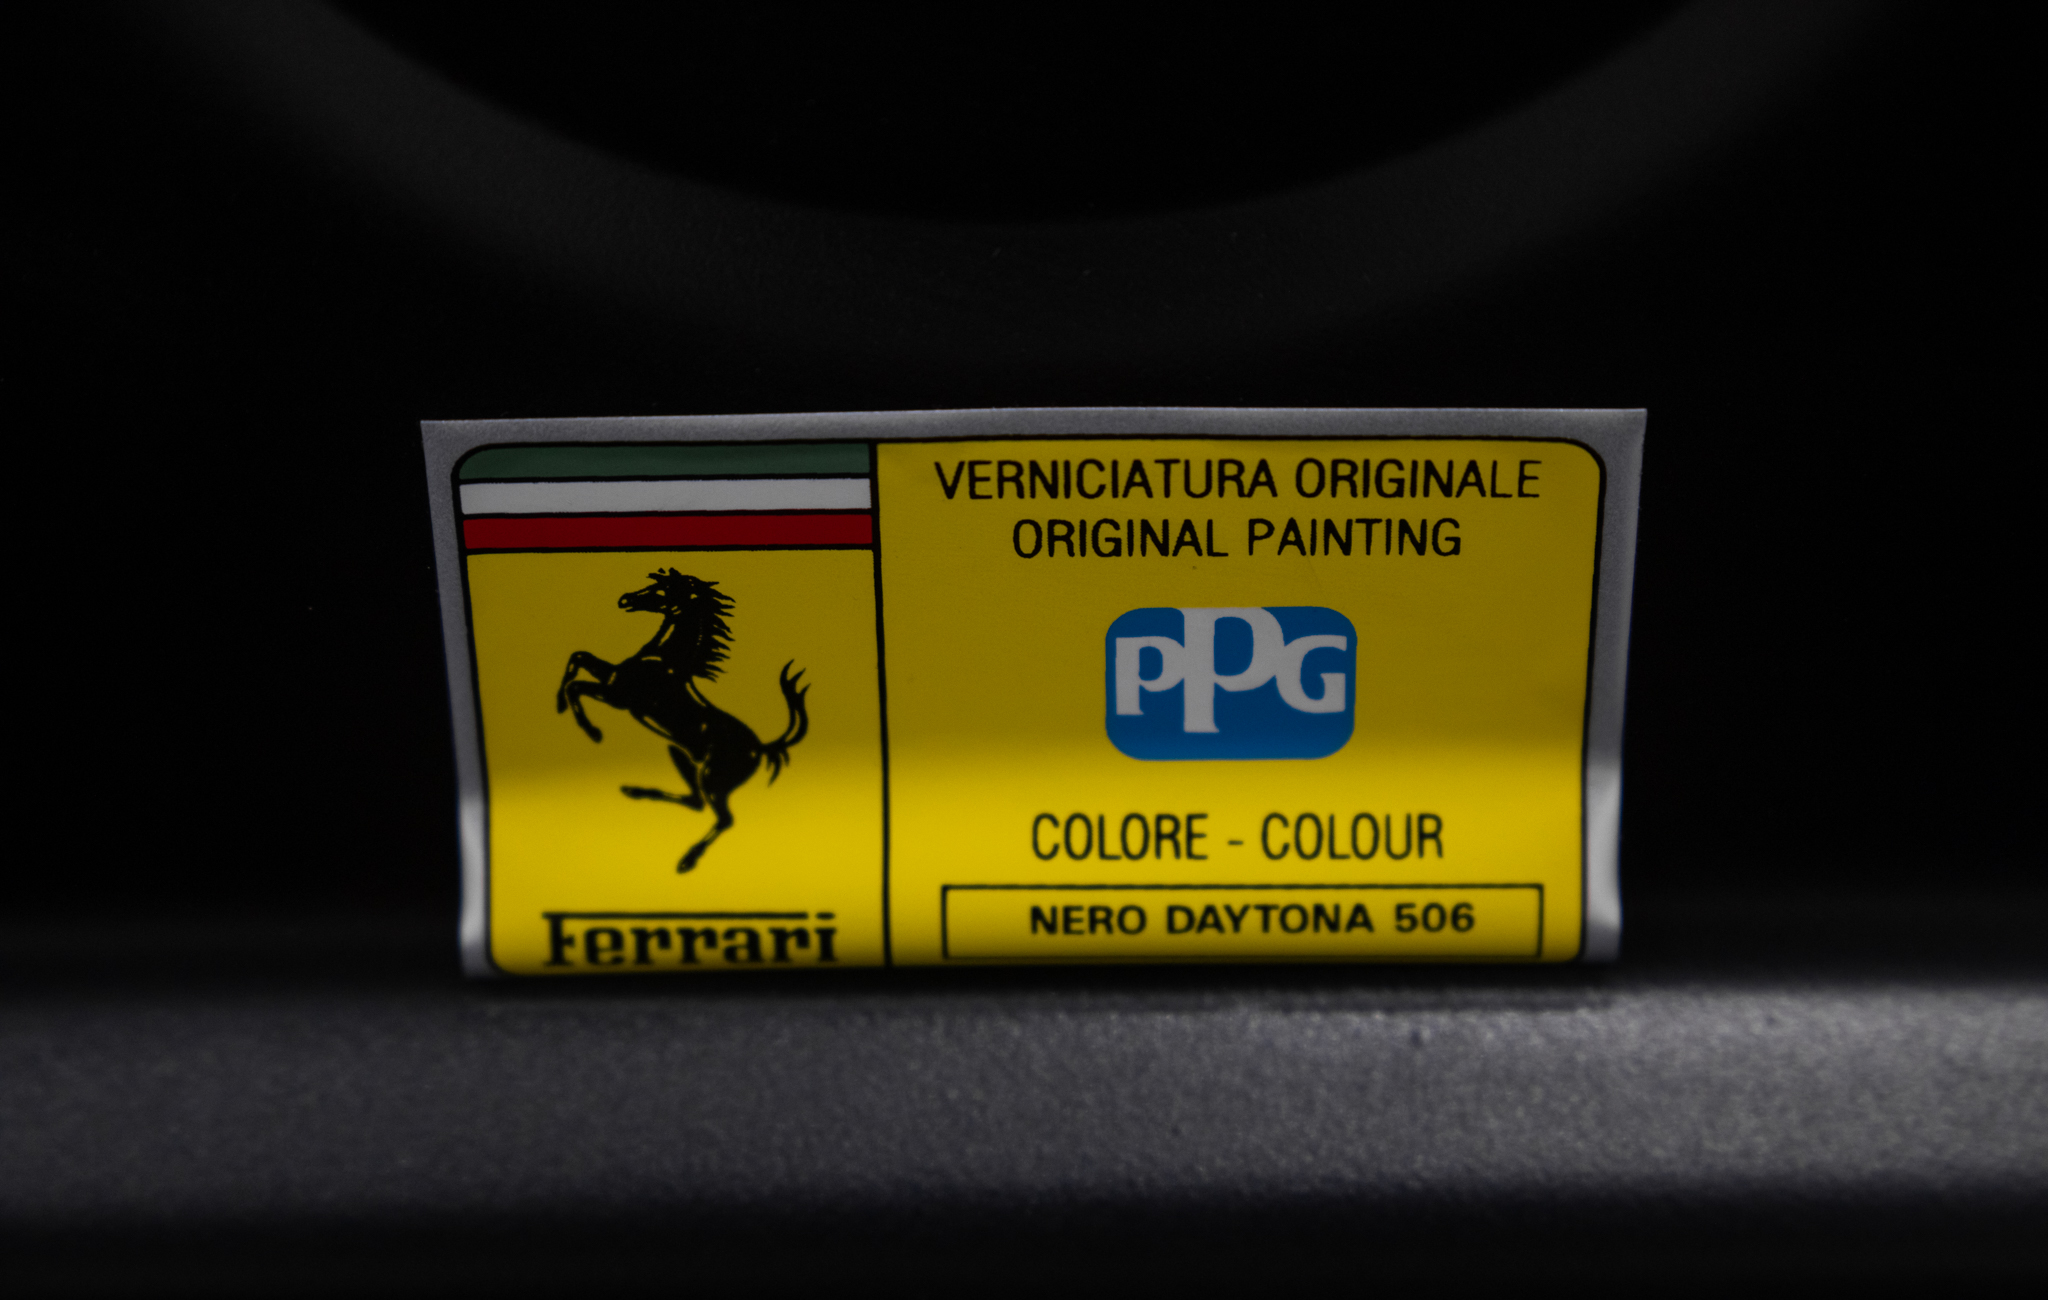 VERNICIATURA ORIGINALE
ORIGINAL PAINTING
PPG
COLORE - COLOUR
NERO DAYTONA 506
Ferrari